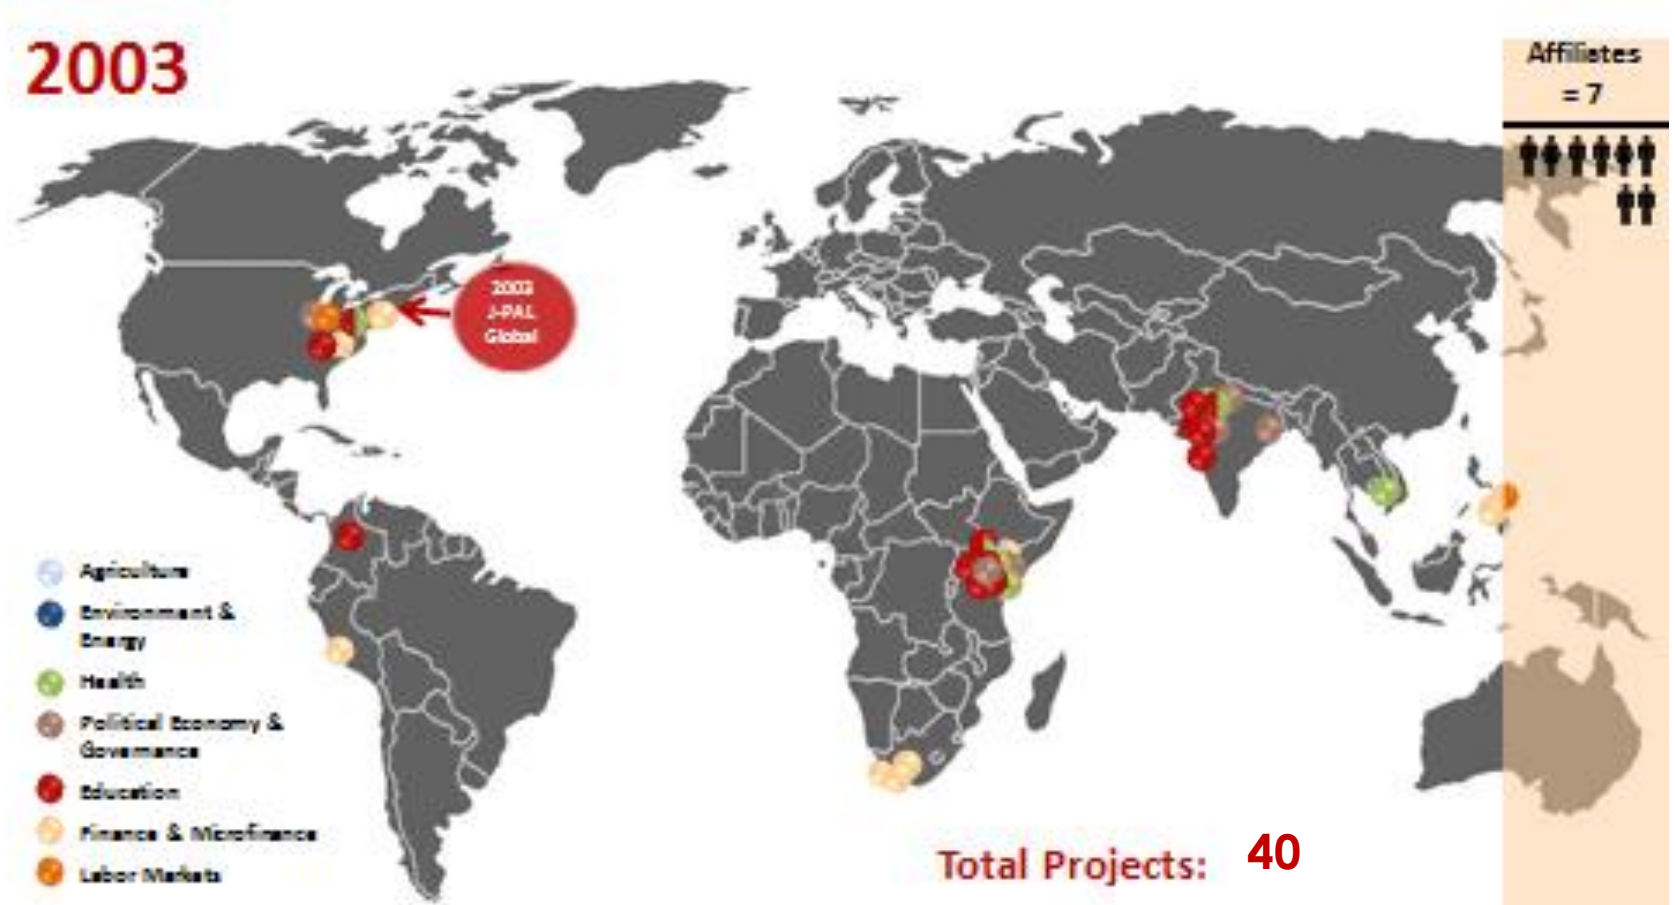 2003
Affiliates
= 7
2003
J-PAL
Global
Agriculture
Environment &
Energy
Health
Political Economy &
Governance
Education
Finance & Microfinance
Labor Markets
Total Projects: 40